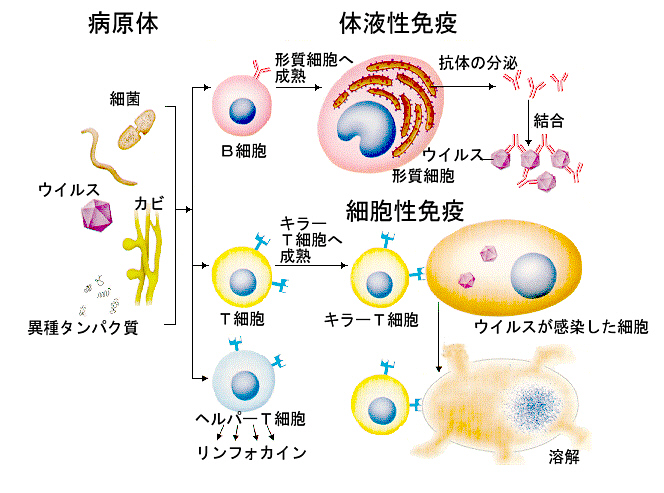 病原体
体液性免疫
細菌
ウイルス
カビ
異種タンパク質
B細胞
形質細胞へ
成熟
抗体の分泌
結合
ウイルス
形質細胞
細胞性免疫
T細胞
キラー
T細胞へ
成熟
キラーT細胞
ウイルスが感染した細胞
ヘルパーT細胞
リンフォカイン
溶解